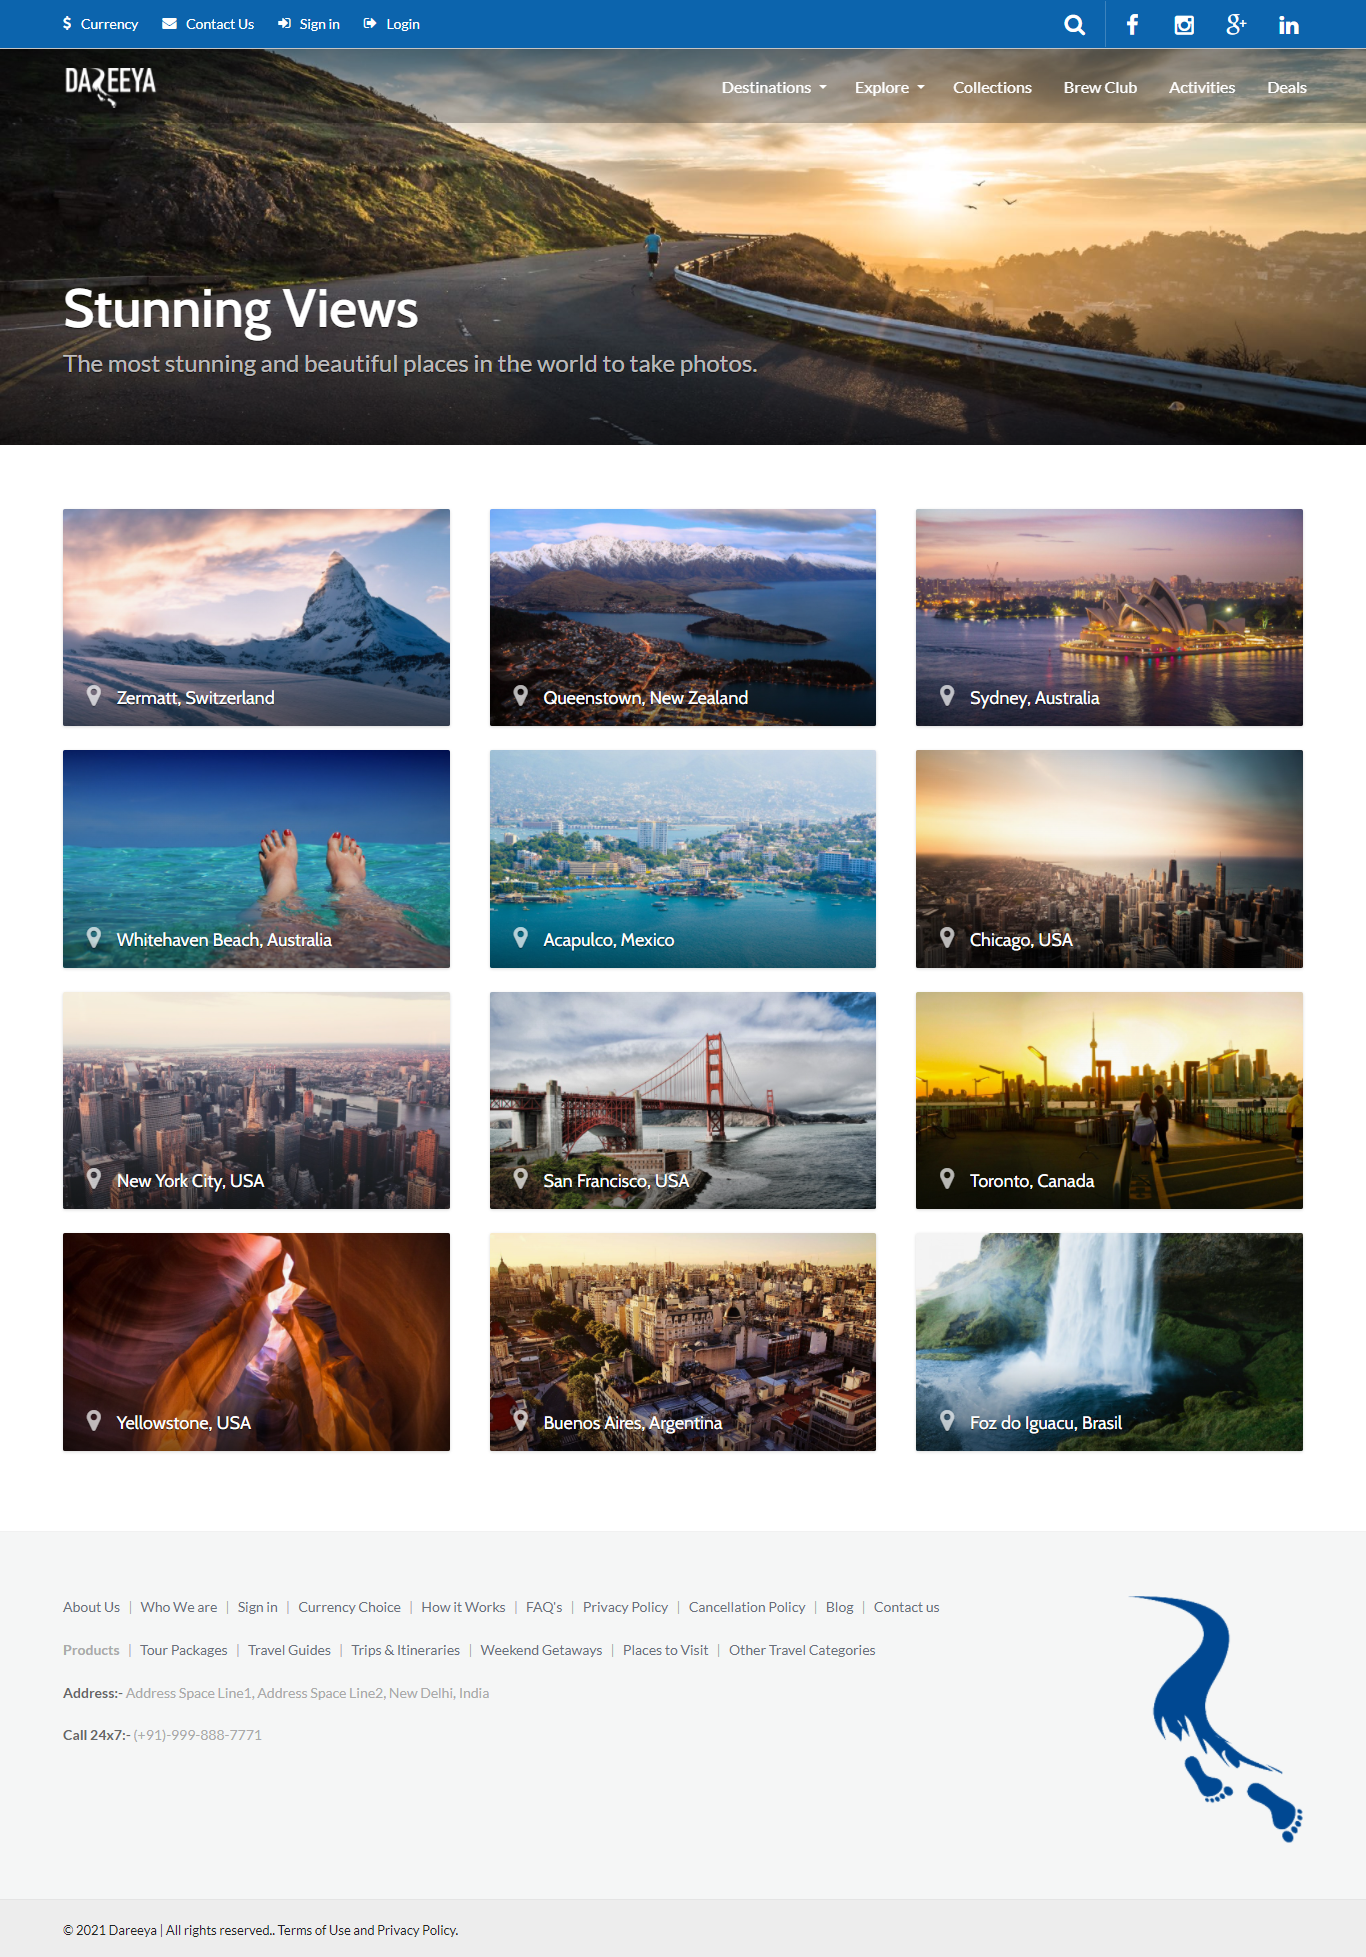 Currency Contact Us Sign in Login
DAREEYA
Destinations Explore Collections Brew Club Activities Deals
Stunning Views
The most stunning and beautiful places in the world to take photos.
Zermatt, Switzerland
Queenstown, New Zealand
Sydney, Australia
Whitehaven Beach, Australia
Acapulco, Mexico
Chicago, USA
New York City, USA
San Francisco, USA
Toronto, Canada
Yellowstone, USA
Buenos Aires, Argentina
Foz do Iguacu, Brasil
About Us | Who We are | Sign in | Currency Choice | How it Works | FAQ's | Privacy Policy | Cancellation Policy | Blog | Contact us
Products | Tour Packages | Travel Guides | Trips & Itineraries | Weekend Getaways | Places to Visit | Other Travel Categories
Address:- Address Space Line1, Address Space Line2, New Delhi, India
Call 24x7:- (+91)-999-888-7771
© 2021 Dareeya | All rights reserved.. Terms of Use and Privacy Policy.